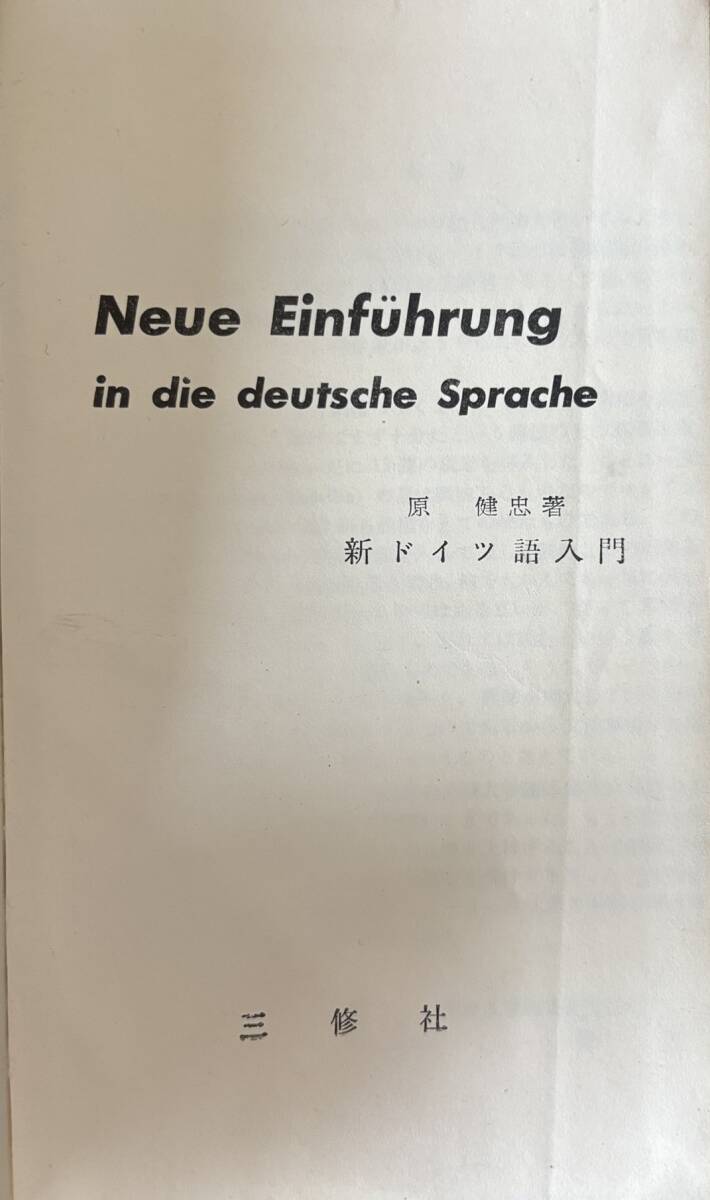 Neue Einführung
in die deutsche Sprache
原 健忠著
新ドイツ語入門
三修社